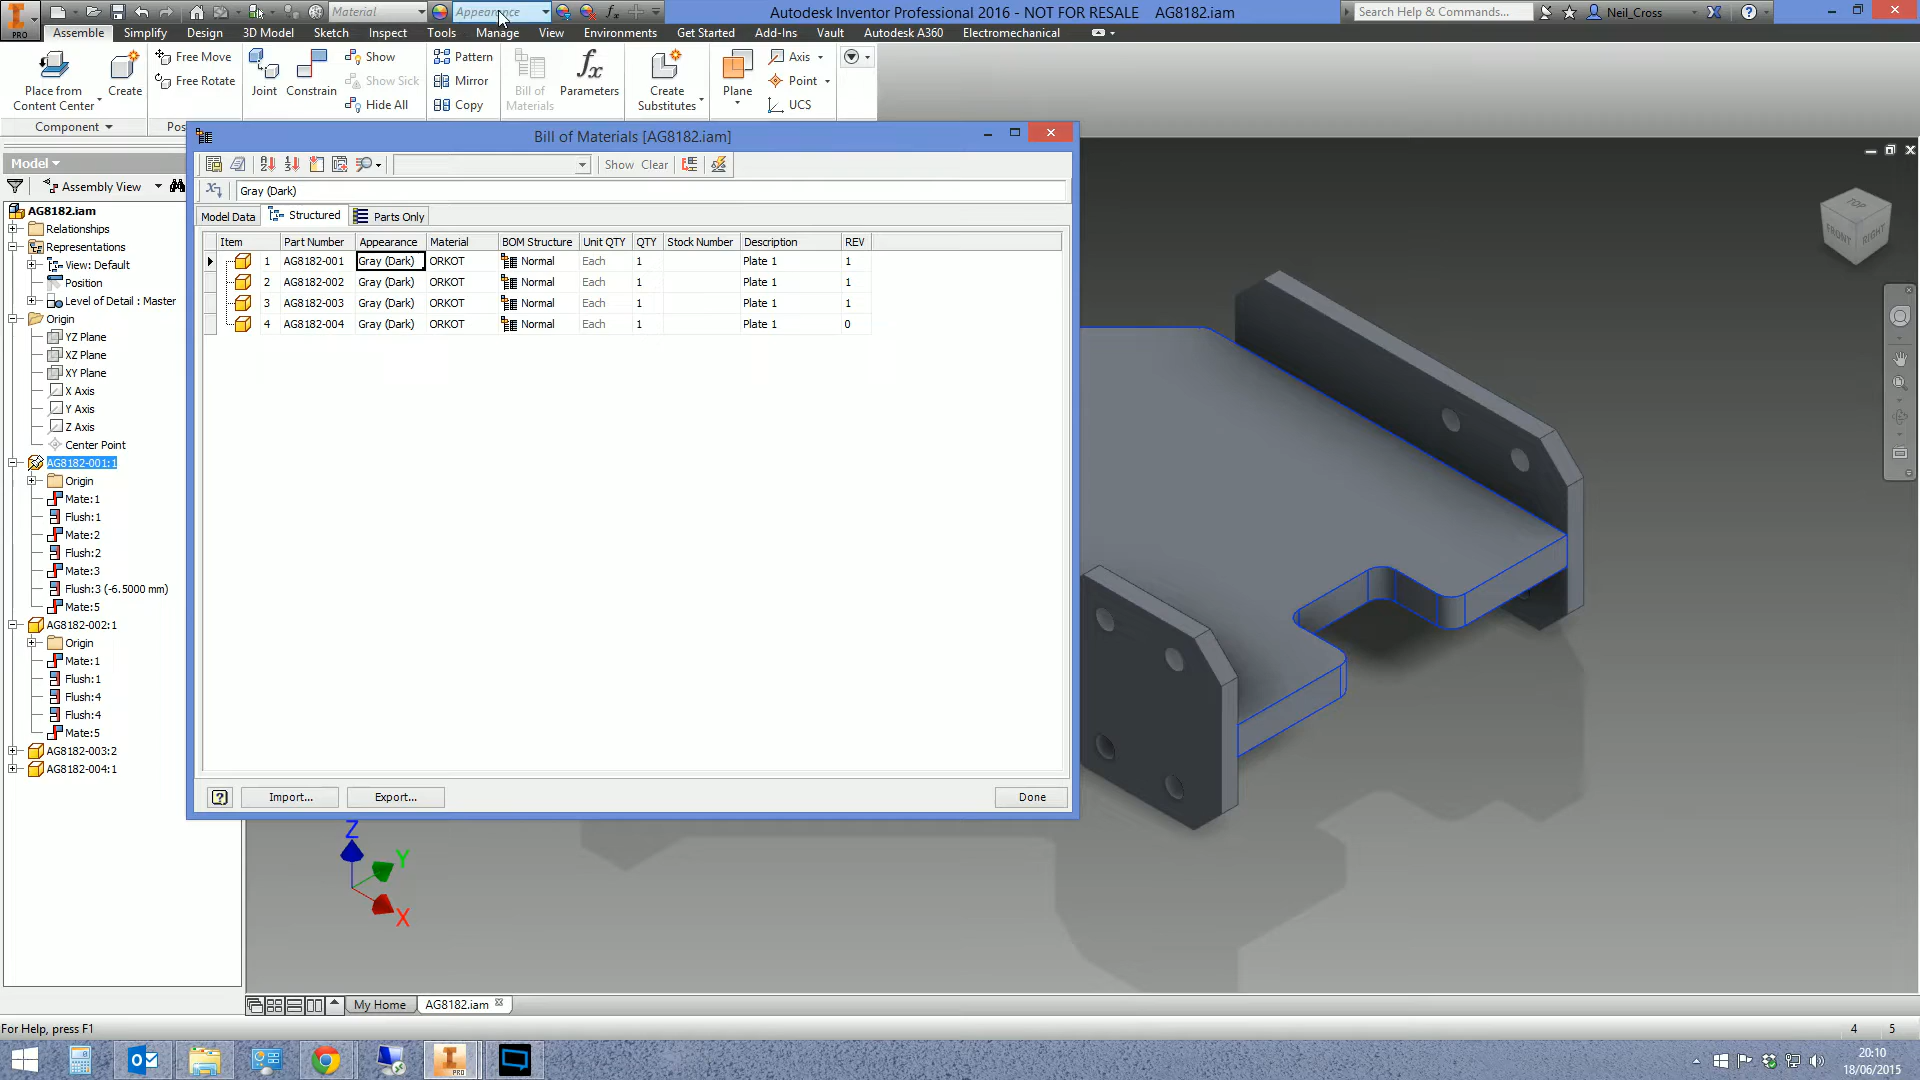 Material
Appearance
Autodesk Inventor Professional 2016 - NOT FOR RESALE   AG8182.iam
Search Help & Commands...
Neil_Cross
PRO
Assemble
Simplify
Design
3D Model
Sketch
Inspect
Tools
Manage
View
Environments
Get Started
Add-Ins
Vault
Autodesk A360
Electromechanical
Place from
Content Center
Create
Free Move
Free Rotate
Joint
Constrain
Show
Show Sick
Hide All
Pattern
Mirror
Copy
Bill of
Materials
Parameters
Create
Substitutes
Plane
Axis
Point
UCS
Component
Pos
Model
Assembly View
AG8182.iam
Relationships
Representations
View: Default
Position
Level of Detail : Master
Origin
YZ Plane
XZ Plane
XY Plane
X Axis
Y Axis
Z Axis
Center Point
AG8182-001:1
Origin
Mate:1
Flush:1
Mate:2
Flush:2
Mate:3
Flush:3 (-6.5000 mm)
Mate:5
AG8182-002:1
Origin
Mate:1
Flush:1
Flush:4
Flush:4
Mate:5
AG8182-003:2
AG8182-004:1
Bill of Materials [AG8182.iam]
Show Clear
Gray (Dark)
Model Data
Structured
Parts Only
Item Part Number Appearance Material BOM Structure Unit QTY QTY Stock Number Description REV
1 AG8182-001 Gray (Dark) ORKOT Normal Each 1 Plate 1 1
2 AG8182-002 Gray (Dark) ORKOT Normal Each 1 Plate 1 1
3 AG8182-003 Gray (Dark) ORKOT Normal Each 1 Plate 1 1
4 AG8182-004 Gray (Dark) ORKOT Normal Each 1 Plate 1 0
Import...
Export...
Done
TOP
FRONT
RIGHT
Z
Y
X
My Home
AG8182.iam
For Help, press F1
4 5
PRO
20:10
18/06/2015